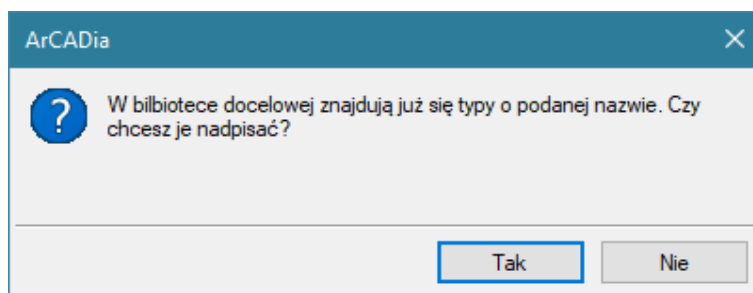 ArCADia
W bilbiotece docelowej znajdują już się typy o podanej nazwie. Czy
chcesz je nadpisać?
Tak
Nie